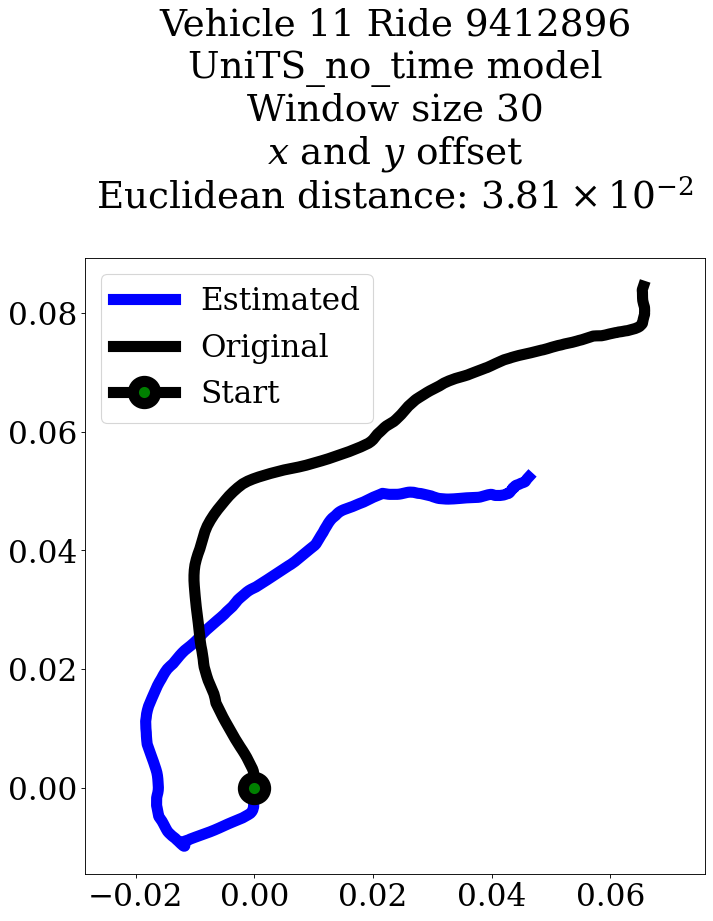 Vehicle 11 Ride 9412896
UniTS_no_time model
Window size 30
x and y offset
Euclidean distance: 3.81 × 10⁻²
Estimated
Original
Start
0.08
0.06
0.04
0.02
0.00
−0.02 0.00 0.02 0.04 0.06